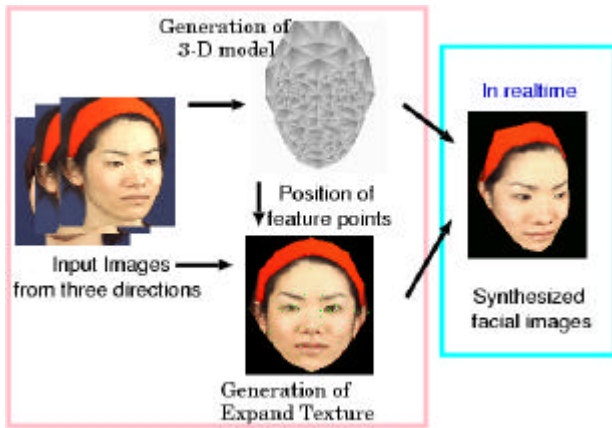 Generation of
3-D model
In realtime
Position of
feature points
Input Images
from three directions
Synthesized
facial images
Generation of
Expand Texture